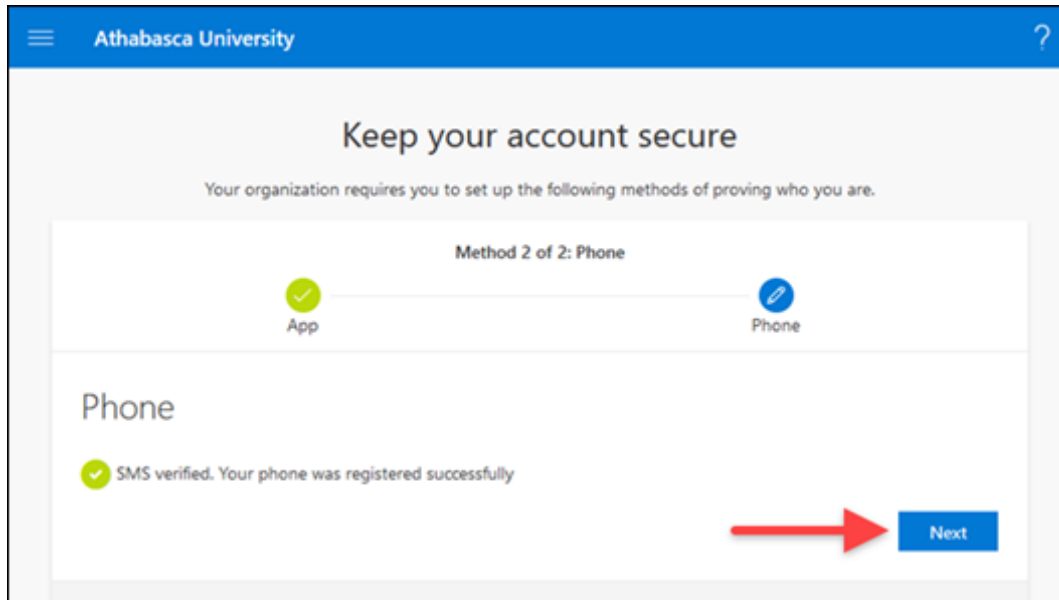 Athabasca University
?
Keep your account secure
Your organization requires you to set up the following methods of proving who you are.
Method 2 of 2: Phone
App
Phone
Phone
SMS verified. Your phone was registered successfully
Next